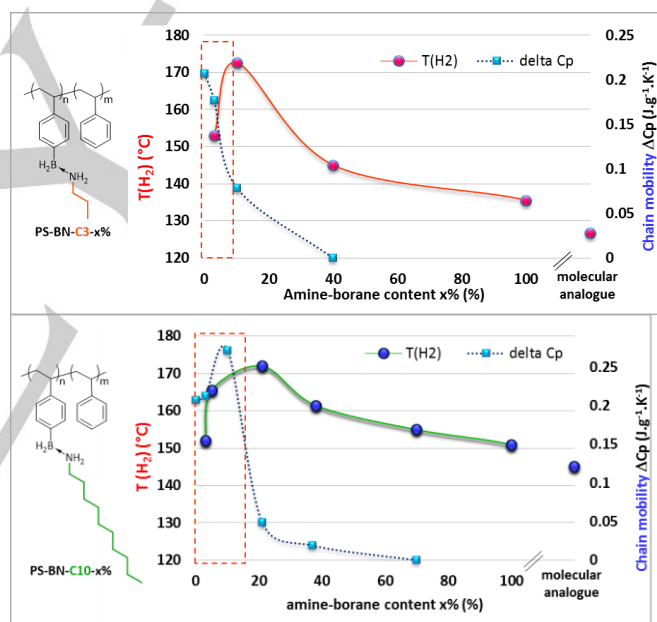 180
170
160
150
140
130
120
T(H₂) (°C)
T(H2)
delta Cp
0.25
0.2
0.15
0.1
0.05
0
Chain mobility ΔCp (J.g⁻¹.K⁻¹)
0
20
40
60
80
100
molecular
analogue
Amine-borane content x% (%)
n
m
H₂B
NH₂
PS-BN-C3-x%
180
170
160
150
140
130
120
T (H₂) (°C)
T(H2)
delta Cp
0.25
0.2
0.15
0.1
0.05
0
Chain mobility ΔCp (J.g⁻¹.K⁻¹)
0
20
40
60
80
100
molecular
analogue
amine-borane content x% (%)
n
m
H₂B
NH₂
PS-BN-C10-x%